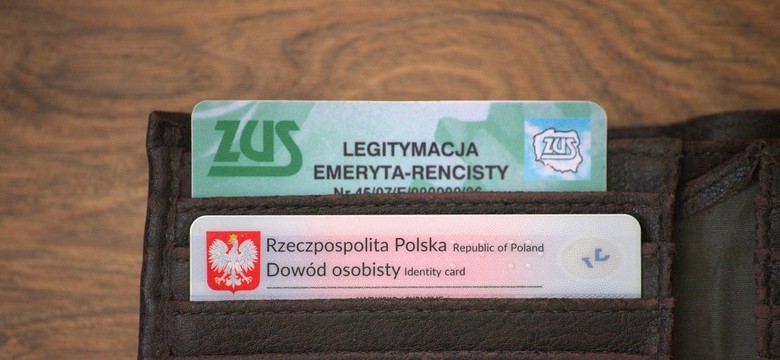 ZUS
LEGITYMACJA
EMERYTA-RENCISTY
ZUS
Rzeczpospolita Polska Republic of Poland
Dowód osobisty Identity card